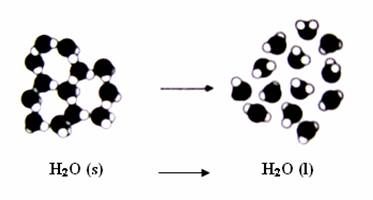 H₂O (s) → H₂O (l)